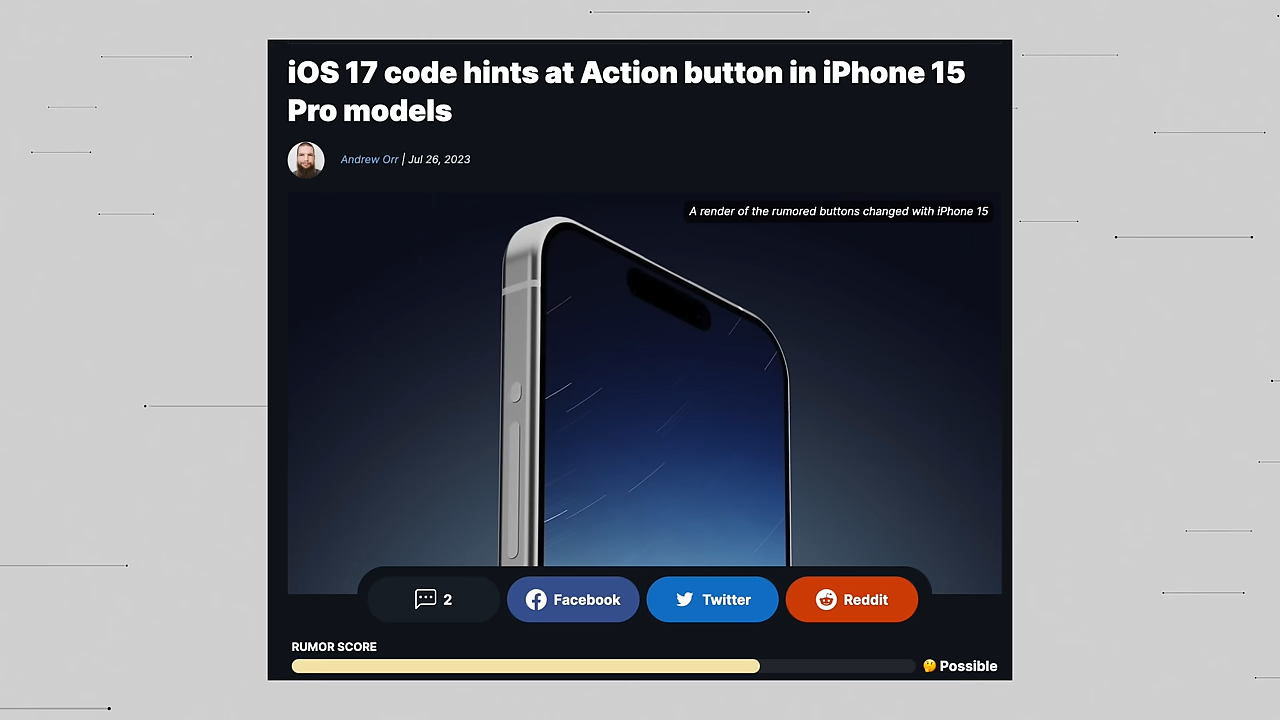 iOS 17 code hints at Action button in iPhone 15
Pro models
Andrew Orr | Jul 26, 2023
A render of the rumored buttons changed with iPhone 15
2
Facebook
Twitter
Reddit
RUMOR SCORE
🤔 Possible